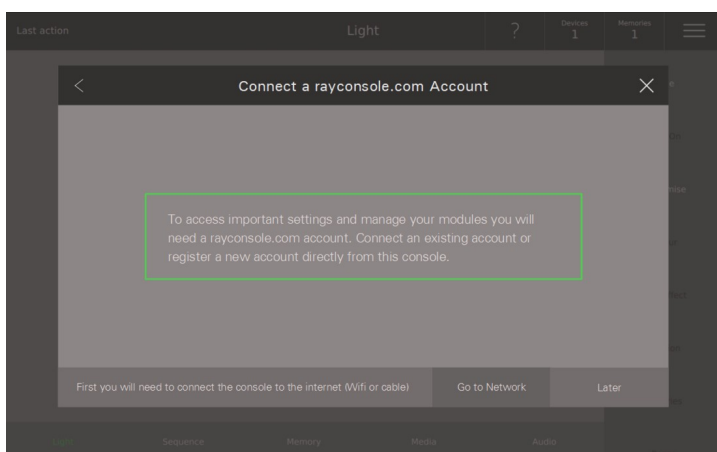 Last action
Light
?
Devices
1
Memories
1
Connect a rayconsole.com Account
To access important settings and manage your modules you will
need a rayconsole.com account. Connect an existing account or
register a new account directly from this console.
First you will need to connect the console to the internet (Wifi or cable)
Go to Network
Later
Light
Sequence
Memory
Media
Audio